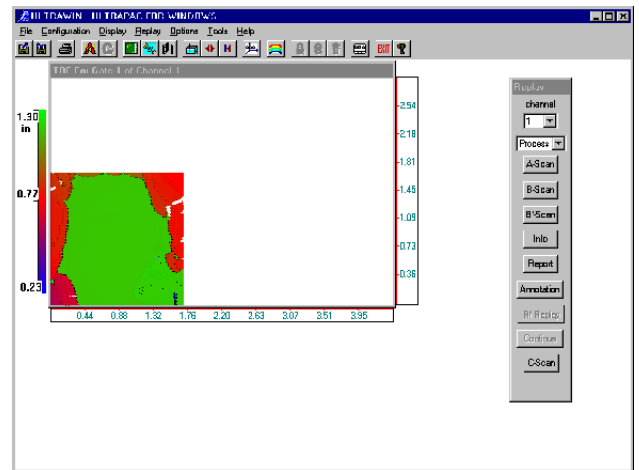 ULTRAWIN - ULTRAPAC FOR WINDOWS
File Configuration Display Replay Options Tools Help
EXIT
TOF For Gate 1 of Channel 1
1.30
in
0.77
0.23
2.54
2.18
1.81
1.45
1.09
0.73
0.36
0.44 0.88 1.32 1.76 2.20 2.63 3.07 3.51 3.95
Replay
channel
1
Process
A-Scan
B-Scan
B'-Scan
Info
Report
Annotation
RF Replay
Continue
C-Scan